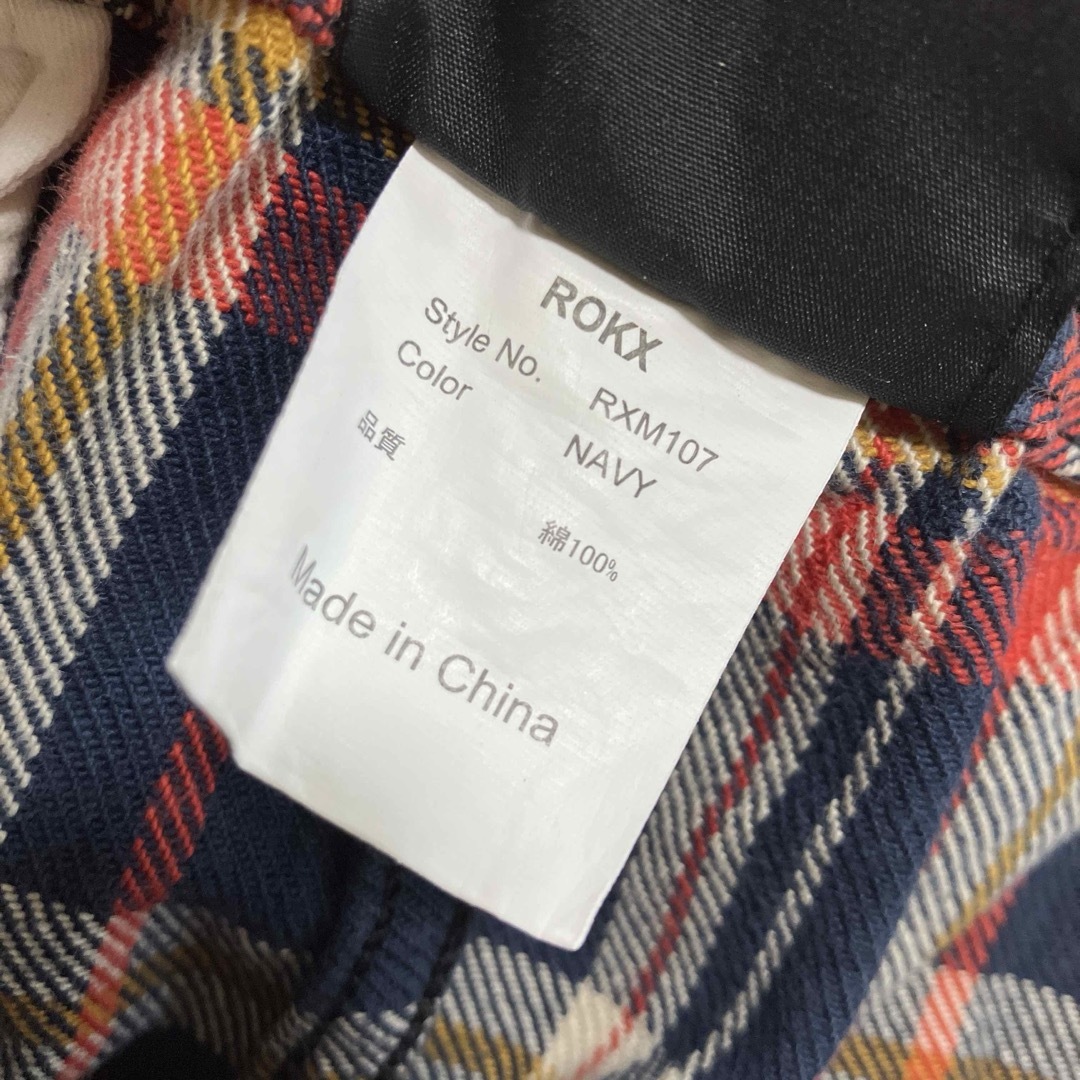 ROKX
Style No. RXM107
Color NAVY
品質 綿100%
Made in China